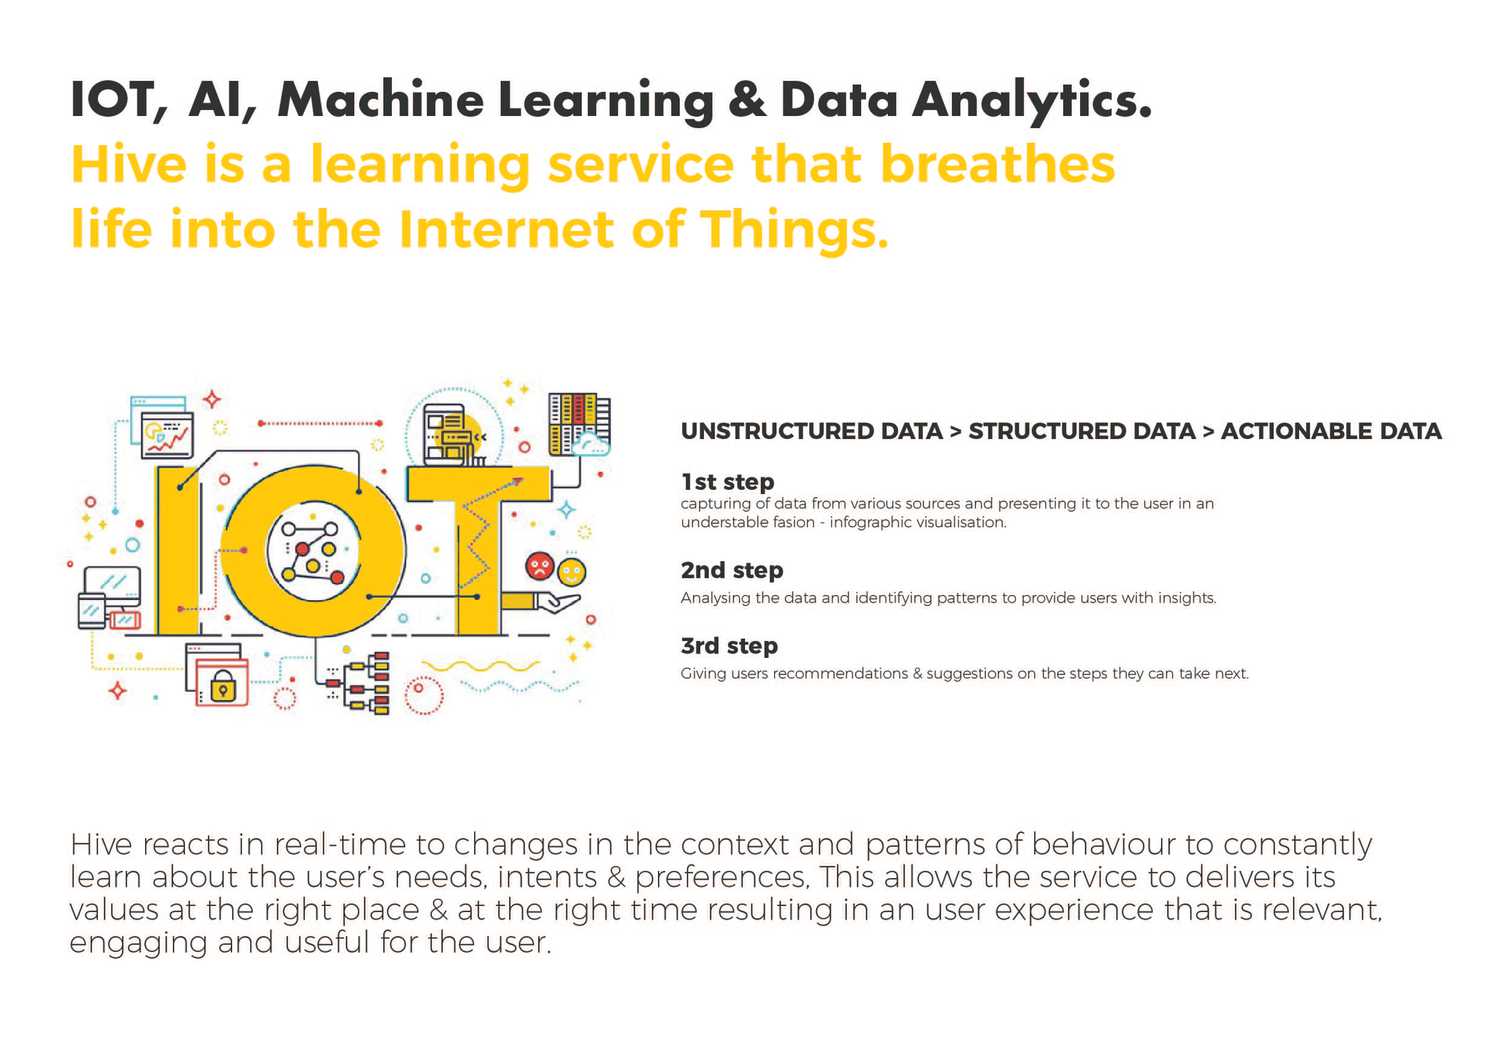 IOT, AI, Machine Learning & Data Analytics.
Hive is a learning service that breathes
life into the Internet of Things.
IOT
UNSTRUCTURED DATA > STRUCTURED DATA > ACTIONABLE DATA
1st step
capturing of data from various sources and presenting it to the user in an
understable fasion - infographic visualisation.
2nd step
Analysing the data and identifying patterns to provide users with insights.
3rd step
Giving users recommendations & suggestions on the steps they can take next.
Hive reacts in real-time to changes in the context and patterns of behaviour to constantly
learn about the user's needs, intents & preferences, This allows the service to delivers its
values at the right place & at the right time resulting in an user experience that is relevant,
engaging and useful for the user.